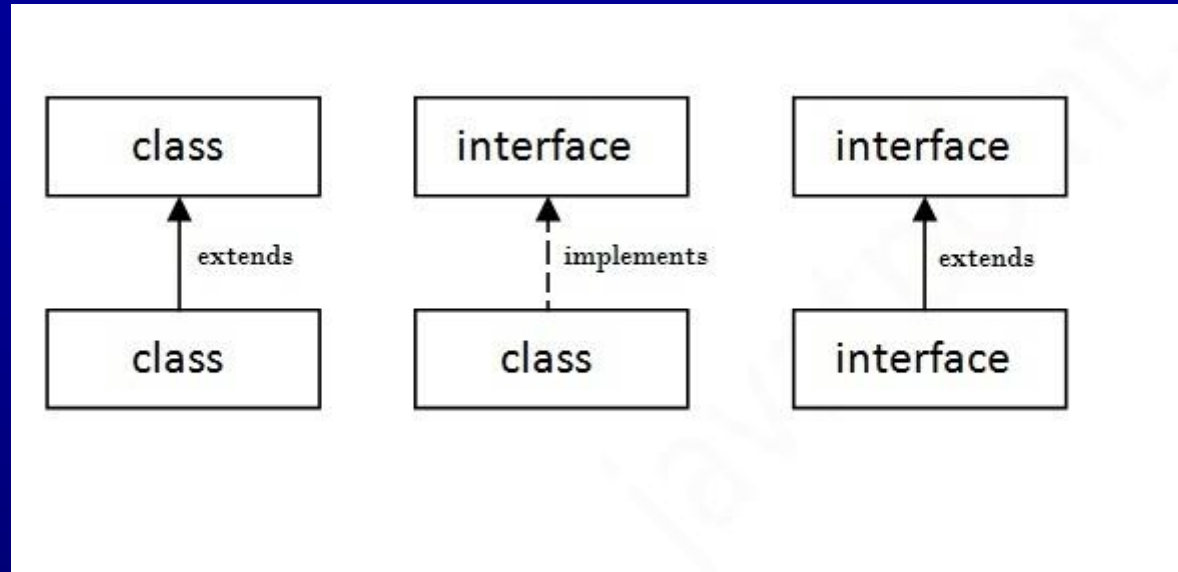 class interface interface
extends implements extends
class class interface